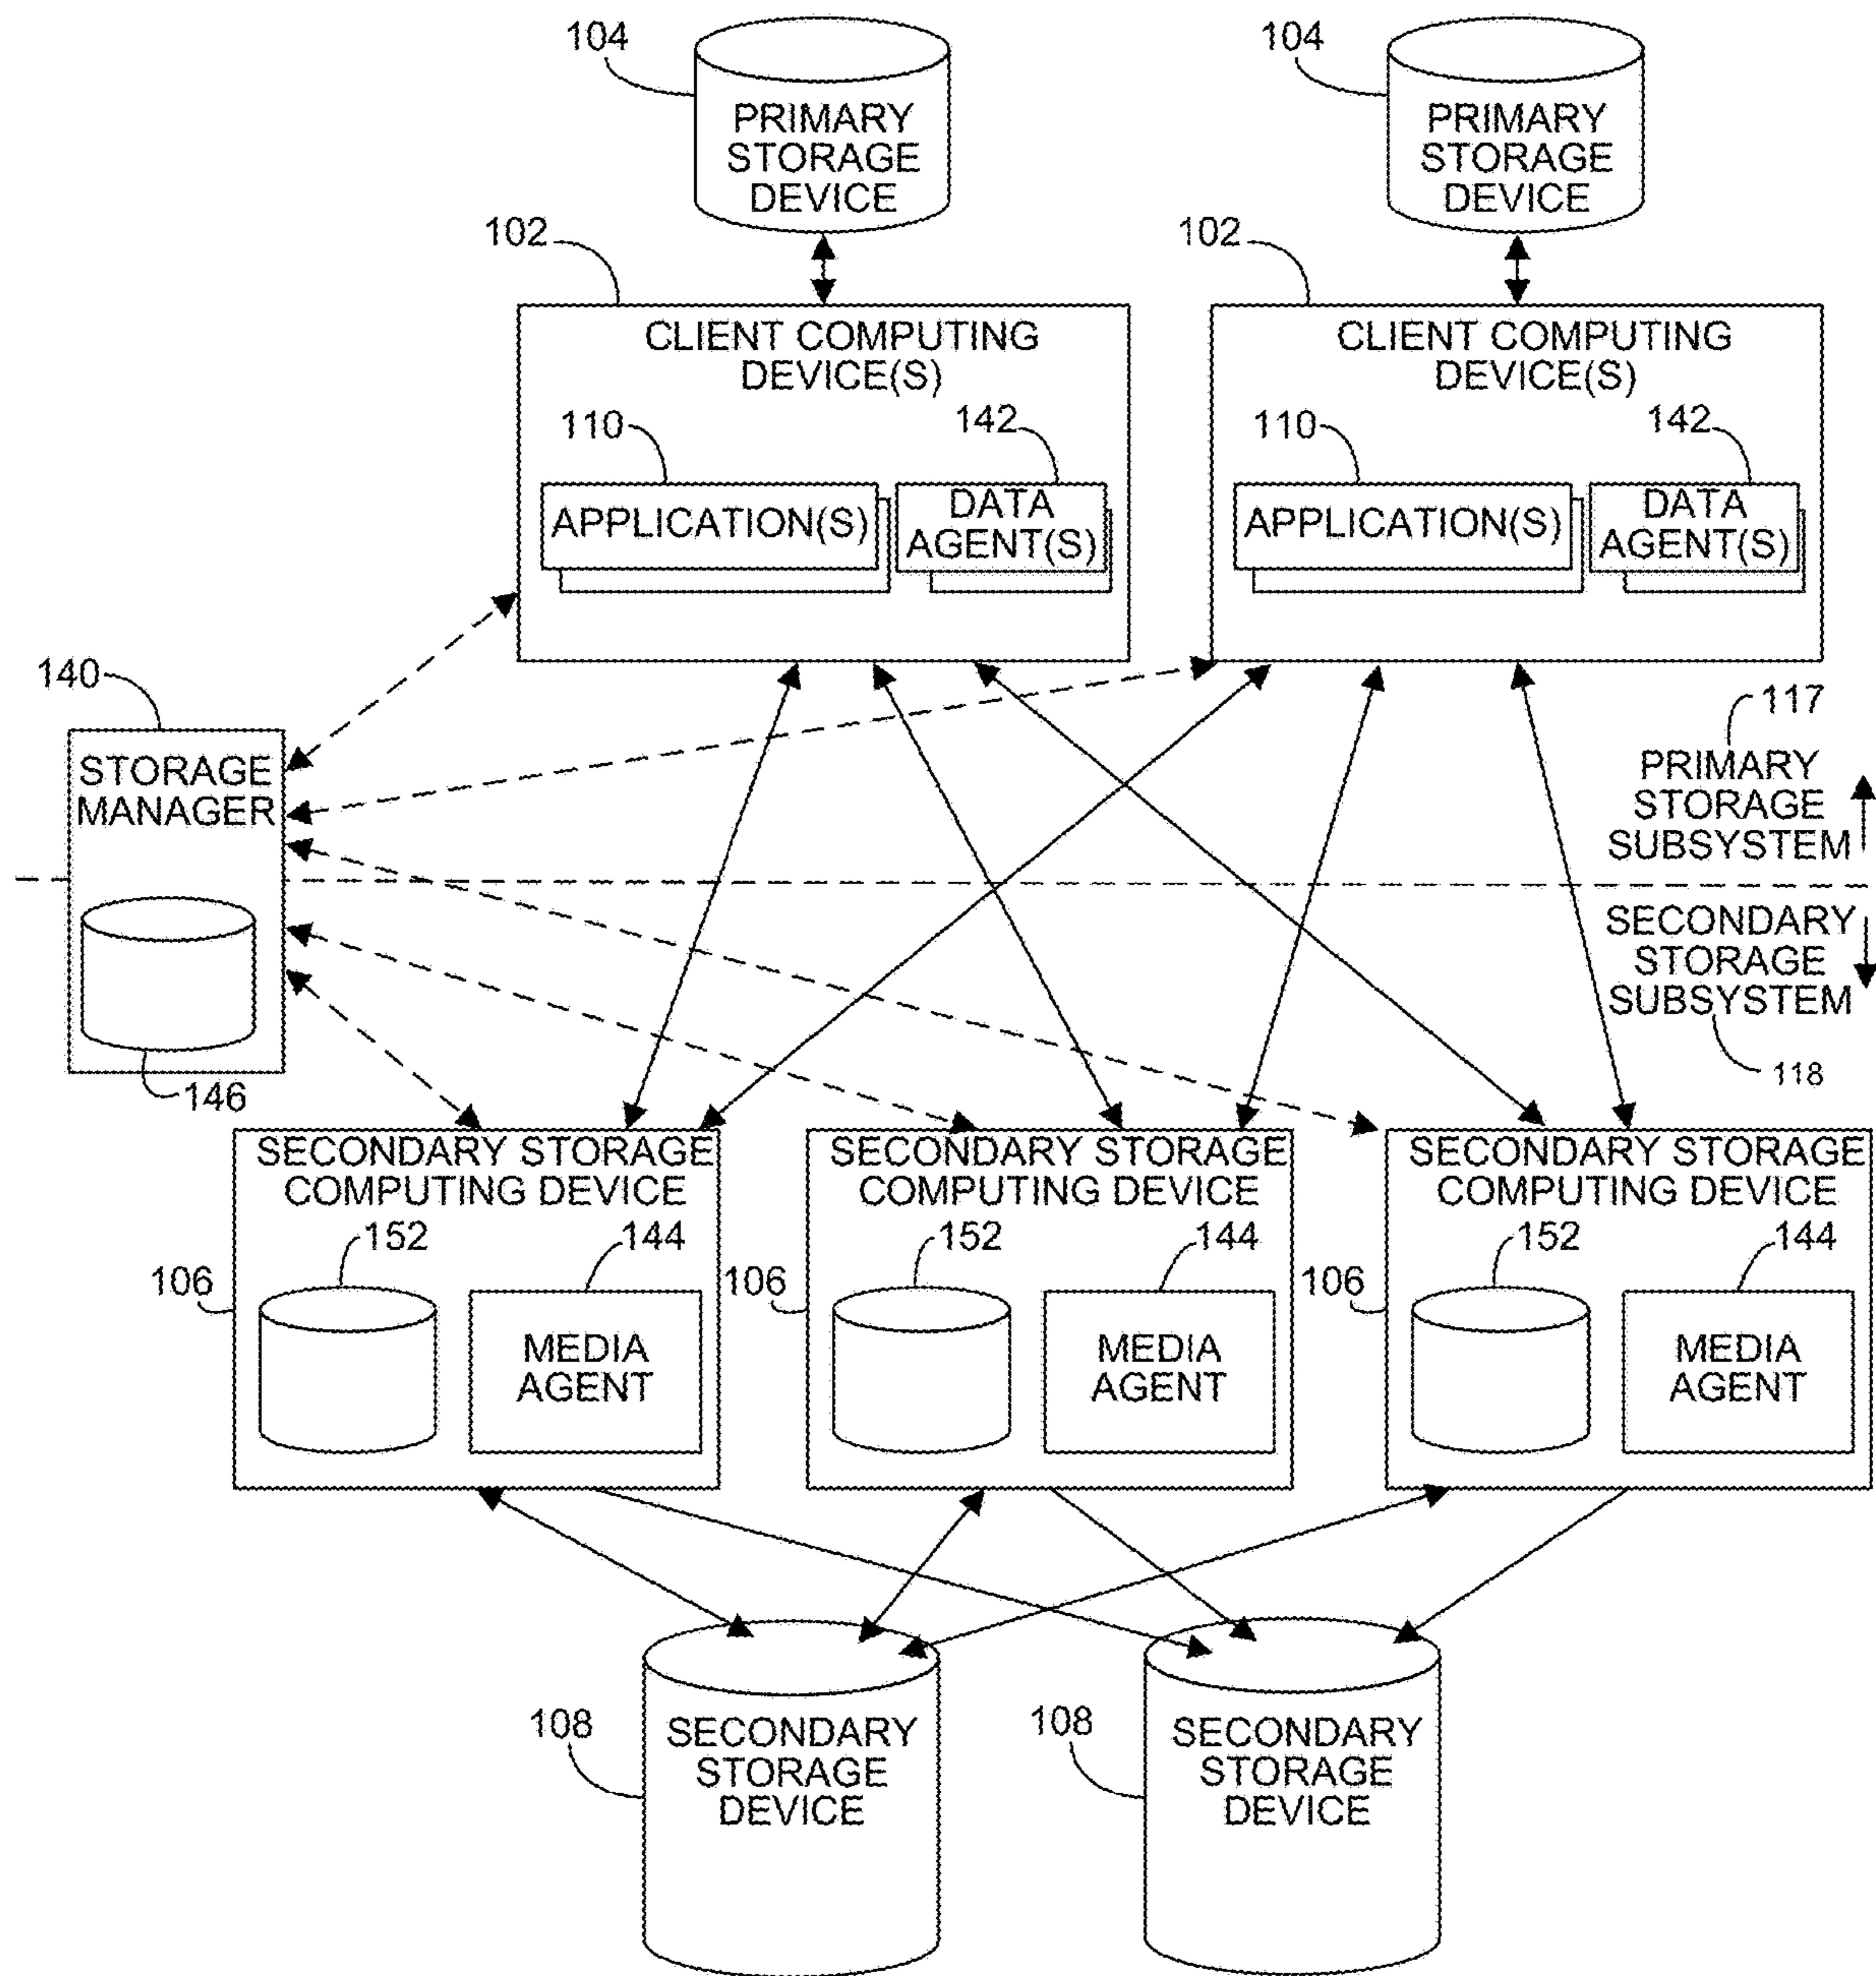 104
104
PRIMARY
STORAGE
DEVICE
PRIMARY
STORAGE
DEVICE
102
102
CLIENT COMPUTING
DEVICE(S)
110
142
APPLICATION(S)
DATA
AGENT(S)
CLIENT COMPUTING
DEVICE(S)
110
142
APPLICATION(S)
DATA
AGENT(S)
140
STORAGE
MANAGER
146
117
PRIMARY
STORAGE
SUBSYSTEM
SECONDARY
STORAGE
SUBSYSTEM
118
SECONDARY STORAGE
COMPUTING DEVICE
152
144
106
MEDIA
AGENT
SECONDARY STORAGE
COMPUTING DEVICE
152
144
106
MEDIA
AGENT
SECONDARY STORAGE
COMPUTING DEVICE
152
144
106
MEDIA
AGENT
108
SECONDARY
STORAGE
DEVICE
108
SECONDARY
STORAGE
DEVICE